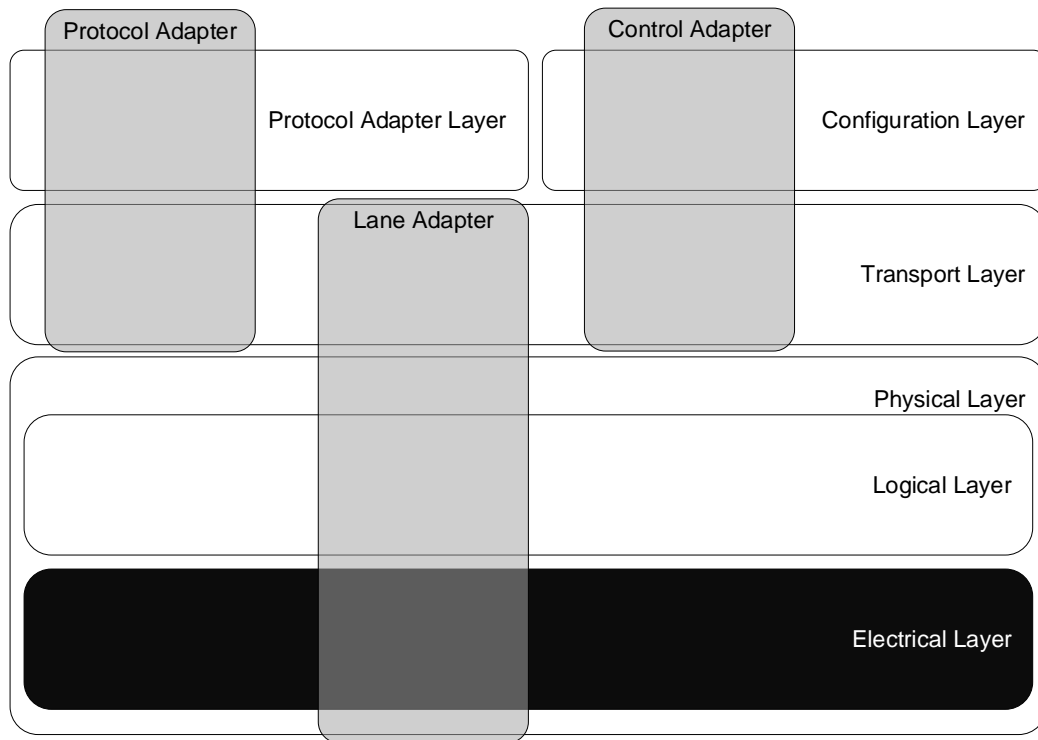 Protocol Adapter
Control Adapter
Protocol Adapter Layer
Configuration Layer
Lane Adapter
Transport Layer
Physical Layer
Logical Layer
Electrical Layer